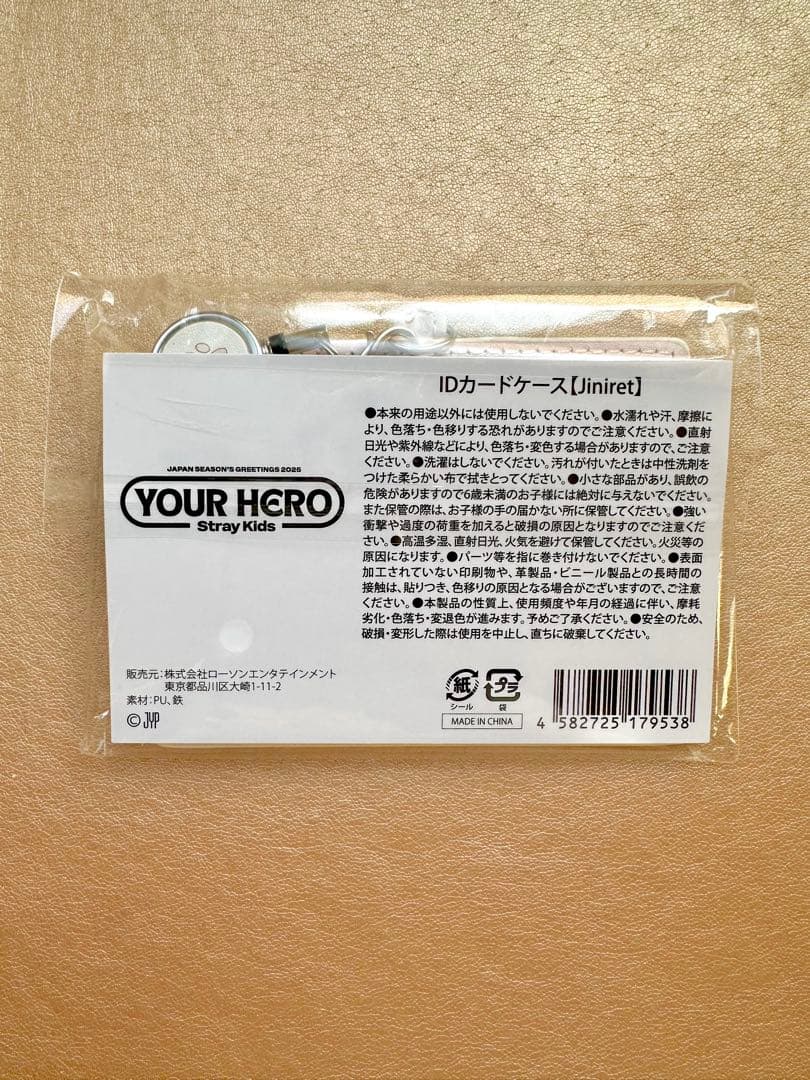 IDカードケース【Jiniret】
●本来の用途以外には使用しないでください。●水濡れや汗、摩擦に
より、色落ち・色移りする恐れがありますのでご注意ください。●直射
日光や紫外線などにより、色落ち・変色する場合がありますので、ご注意
ください。●洗濯はしないでください。汚れが付いたときは中性洗剤を
つけた柔らかい布で拭きとってください。●小さな部品があり、誤飲の
危険がありますので6歳未満のお子様には絶対に与えないでください。
また保管の際は、お子様の手の届かない所に保管してください。●強い
衝撃や過度の荷重を加えると破損の原因となりますのでご注意くだ
さい。●高温多湿、直射日光、火気を避けて保管してください。火災等の
原因になります。●パーツ等を指に巻き付けないでください。●表面
加工されていない印刷物や、革製品・ビニール製品との長時間の
接触は、貼りつき、色移りの原因となる場合がございますので、ご注意
ください。●本製品の性質上、使用頻度や年月の経過に伴い、摩耗
劣化・色落ち・変退色が進みます。予めご了承ください。●安全のため、
破損・変形した際は使用を中止し、直ちに破棄してください。
JAPAN SEASON'S GREETINGS 2025
YOUR HERO
Stray Kids
販売元:株式会社ローソンエンタテインメント
東京都品川区大崎1-11-2
素材:PU、鉄
© JYP
紙
シール
プラ
袋
MADE IN CHINA
4 582725 179538